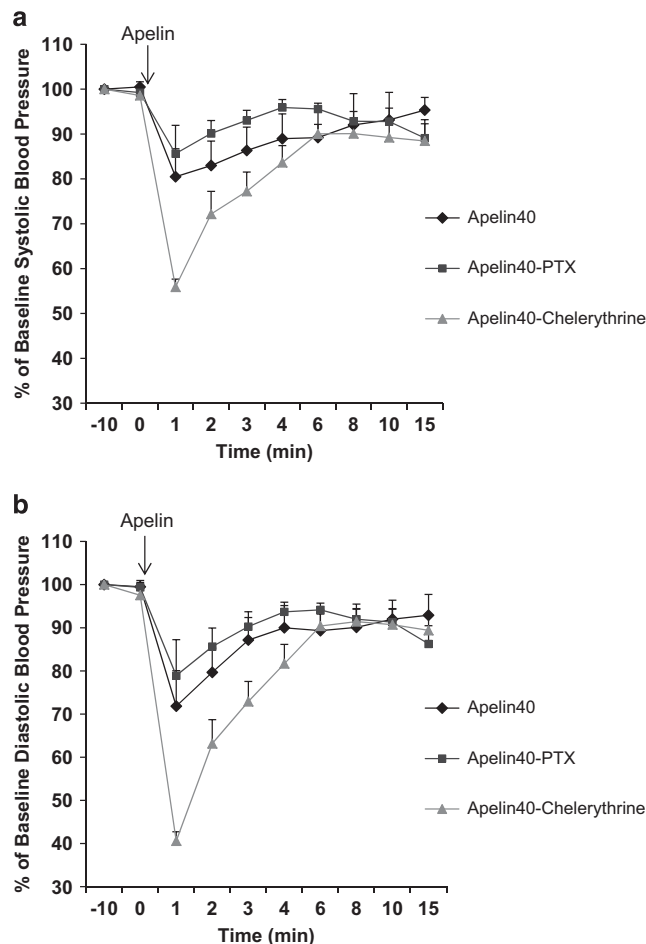 a
Apelin
110
100
90
80
70
60
50
40
30
% of Baseline Systolic Blood Pressure
-10 0 1 2 3 4 6 8 10 15
Time (min)
Apelin40
Apelin40-PTX
Apelin40-Chelerythrine
b
Apelin
110
100
90
80
70
60
50
40
30
% of Baseline Diastolic Blood Pressure
-10 0 1 2 3 4 6 8 10 15
Time (min)
Apelin40
Apelin40-PTX
Apelin40-Chelerythrine